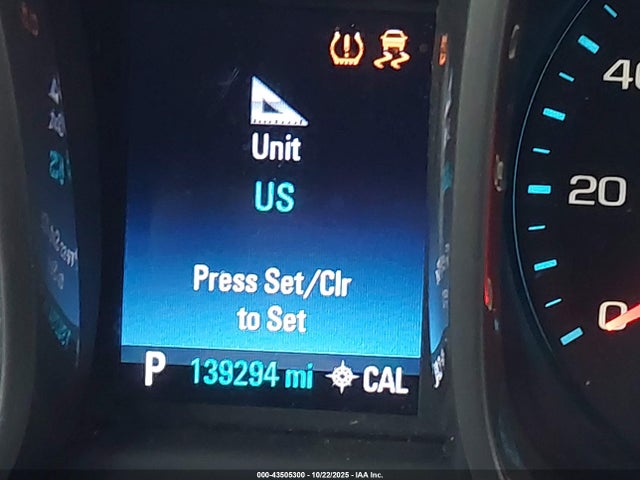 Unit
US
Press Set/Clr
to Set
P 139294 mi CAL
20
0
000-43505300 - 10/22/2025 - IAA Inc.